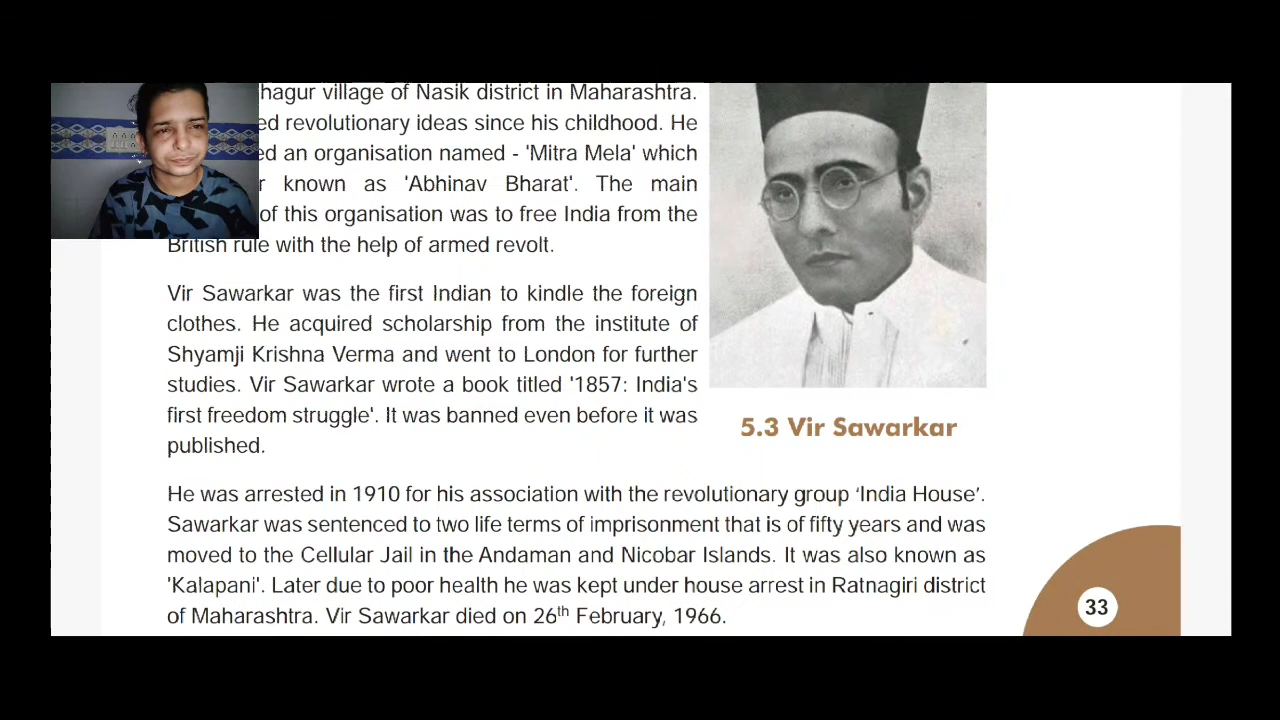 hagur village of Nasik district in Maharashtra.
ed revolutionary ideas since his childhood. He
ed an organisation named - 'Mitra Mela' which
r known as 'Abhinav Bharat'. The main
of this organisation was to free India from the
British rule with the help of armed revolt.
Vir Sawarkar was the first Indian to kindle the foreign
clothes. He acquired scholarship from the institute of
Shyamji Krishna Verma and went to London for further
studies. Vir Sawarkar wrote a book titled '1857: India's
first freedom struggle'. It was banned even before it was
published.
5.3 Vir Sawarkar
He was arrested in 1910 for his association with the revolutionary group ‘India House’.
Sawarkar was sentenced to two life terms of imprisonment that is of fifty years and was
moved to the Cellular Jail in the Andaman and Nicobar Islands. It was also known as
'Kalapani'. Later due to poor health he was kept under house arrest in Ratnagiri district
of Maharashtra. Vir Sawarkar died on 26th February, 1966.
33